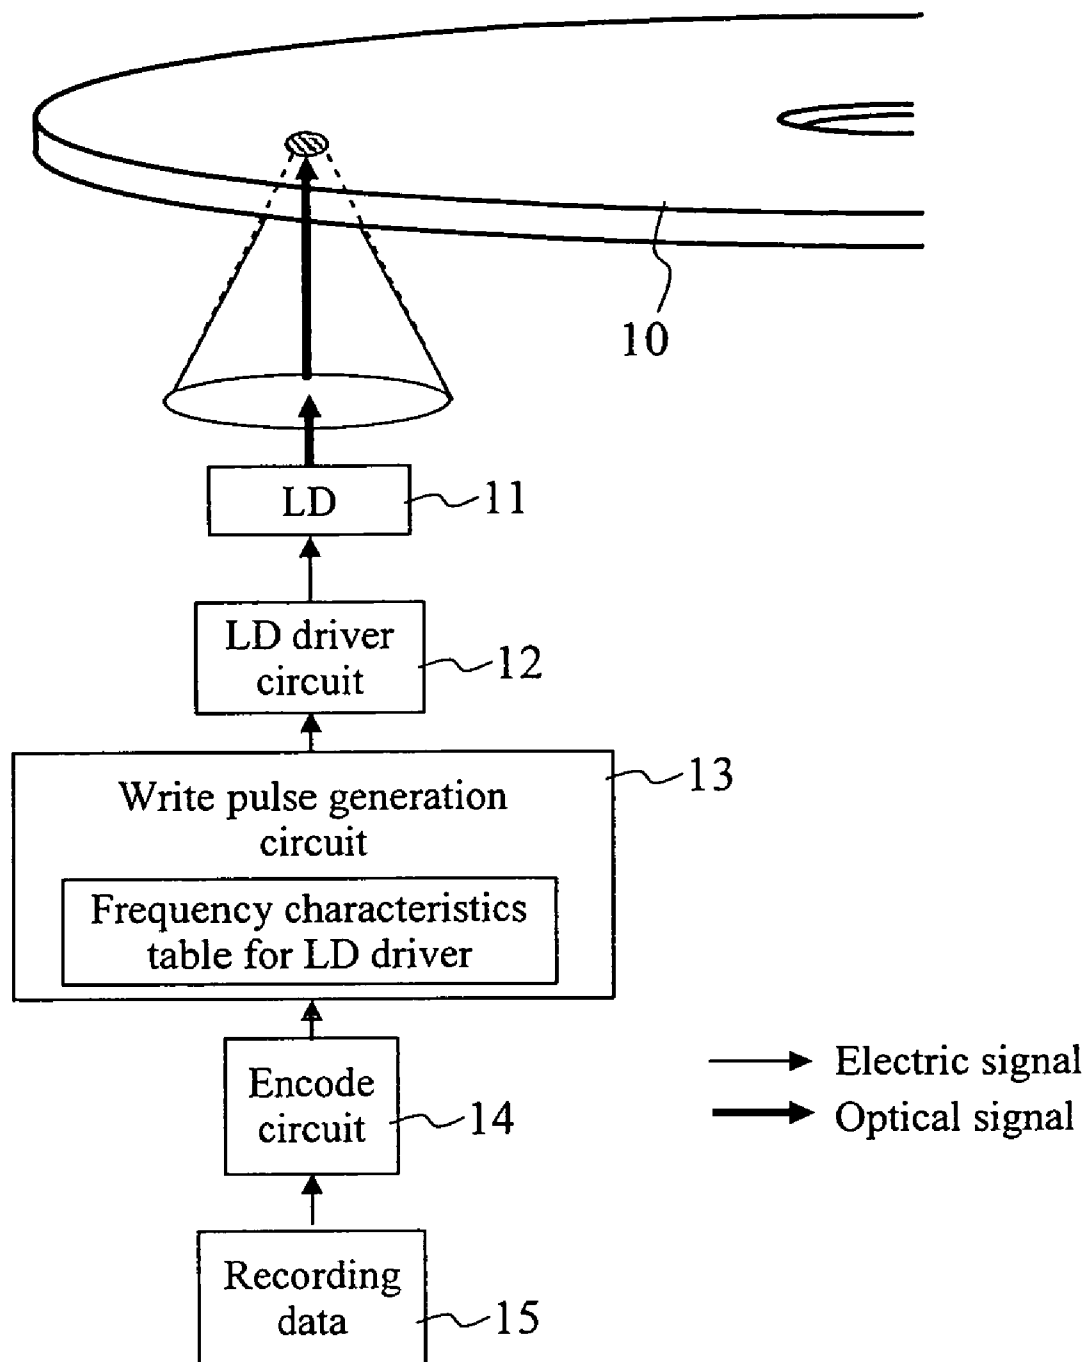 10
LD
11
LD driver
circuit
12
13
Write pulse generation
circuit
Frequency characteristics
table for LD driver
Encode
circuit
14
Electric signal
Optical signal
Recording
data
15